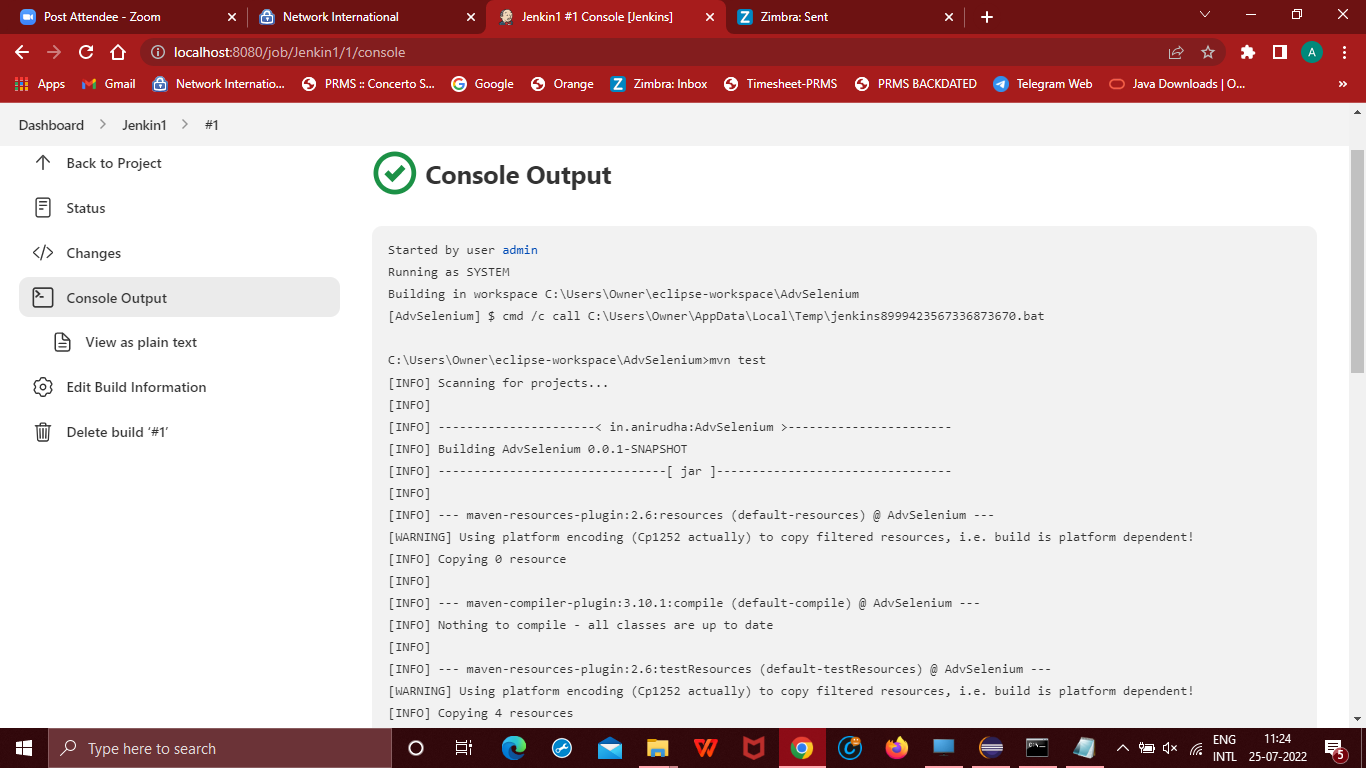 Post Attendee - Zoom
Network International
Jenkin1 #1 Console [Jenkins]
Zimbra: Sent
localhost:8080/job/Jenkin1/1/console
A
Apps
Gmail
Network Internatio...
PRMS :: Concerto S...
Google
Orange
Zimbra: Inbox
Timesheet-PRMS
PRMS BACKDATED
Telegram Web
Java Downloads | O...
»
Dashboard > Jenkin1 > #1
Back to Project
Status
Changes
Console Output
View as plain text
Edit Build Information
Delete build ‘#1’
Console Output
Started by user admin
Running as SYSTEM
Building in workspace C:\Users\Owner\eclipse-workspace\AdvSelenium
[AdvSelenium] $ cmd /c call C:\Users\Owner\AppData\Local\Temp\jenkins8999423567336873670.bat
C:\Users\Owner\eclipse-workspace\AdvSelenium>mvn test
[INFO] Scanning for projects...
[INFO]
[INFO] ----------------------< in.anirudha:AdvSelenium >-----------------------
[INFO] Building AdvSelenium 0.0.1-SNAPSHOT
[INFO] --------------------------------[ jar ]---------------------------------
[INFO]
[INFO] --- maven-resources-plugin:2.6:resources (default-resources) @ AdvSelenium ---
[WARNING] Using platform encoding (Cp1252 actually) to copy filtered resources, i.e. build is platform dependent!
[INFO] Copying 0 resource
[INFO]
[INFO] --- maven-compiler-plugin:3.10.1:compile (default-compile) @ AdvSelenium ---
[INFO] Nothing to compile - all classes are up to date
[INFO]
[INFO] --- maven-resources-plugin:2.6:testResources (default-testResources) @ AdvSelenium ---
[WARNING] Using platform encoding (Cp1252 actually) to copy filtered resources, i.e. build is platform dependent!
[INFO] Copying 4 resources
Type here to search
ENG
INTL
11:24
25-07-2022
5